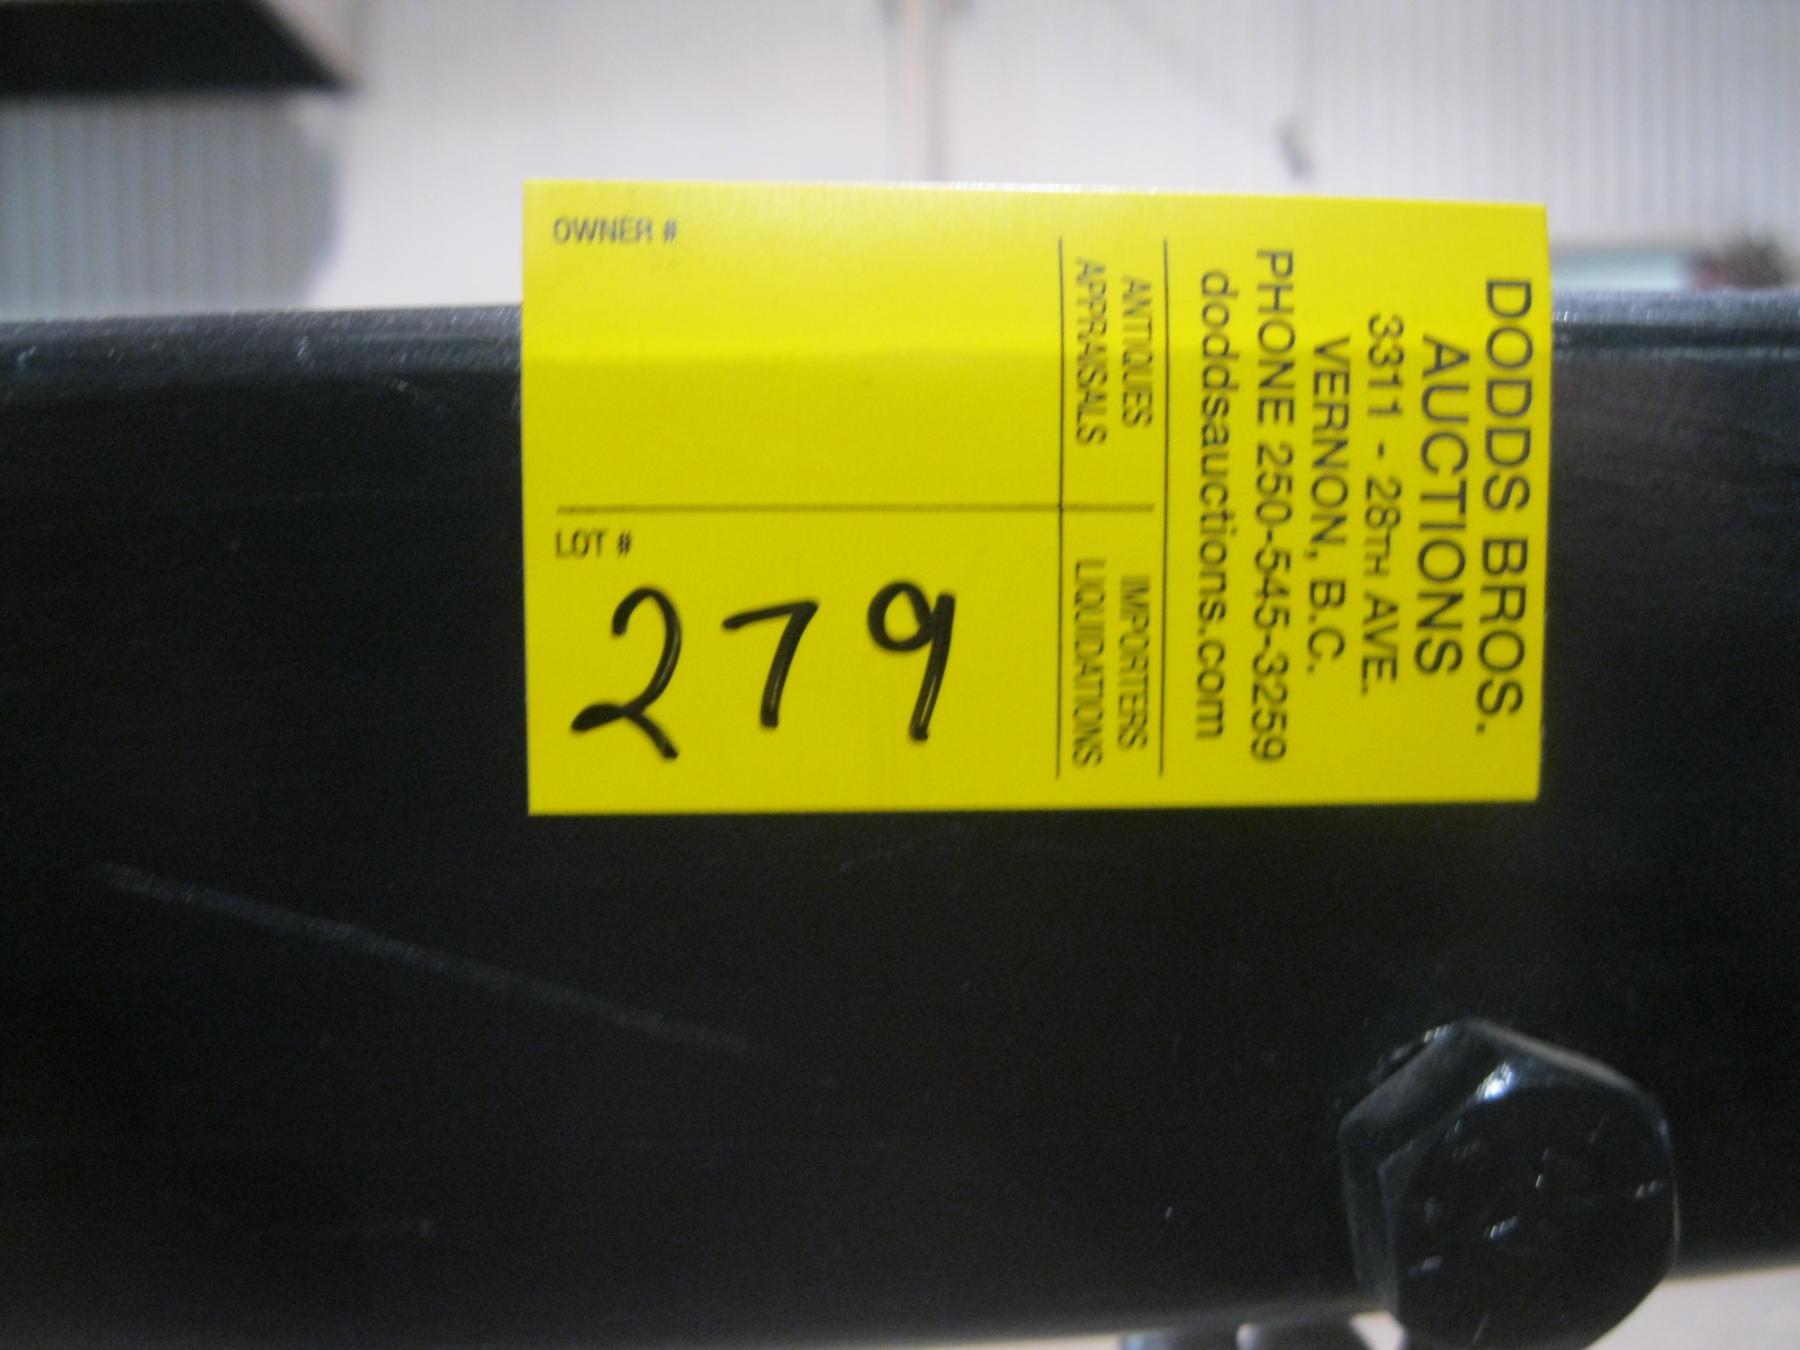 DODDS BROS.
AUCTIONS
3311 - 28TH AVE.
VERNON, B.C.
PHONE 250-545-3259
doddsauctions.com
ANTIQUES
APPRAISALS
IMPORTERS
LIQUIDATIONS
OWNER #
LOT #
279